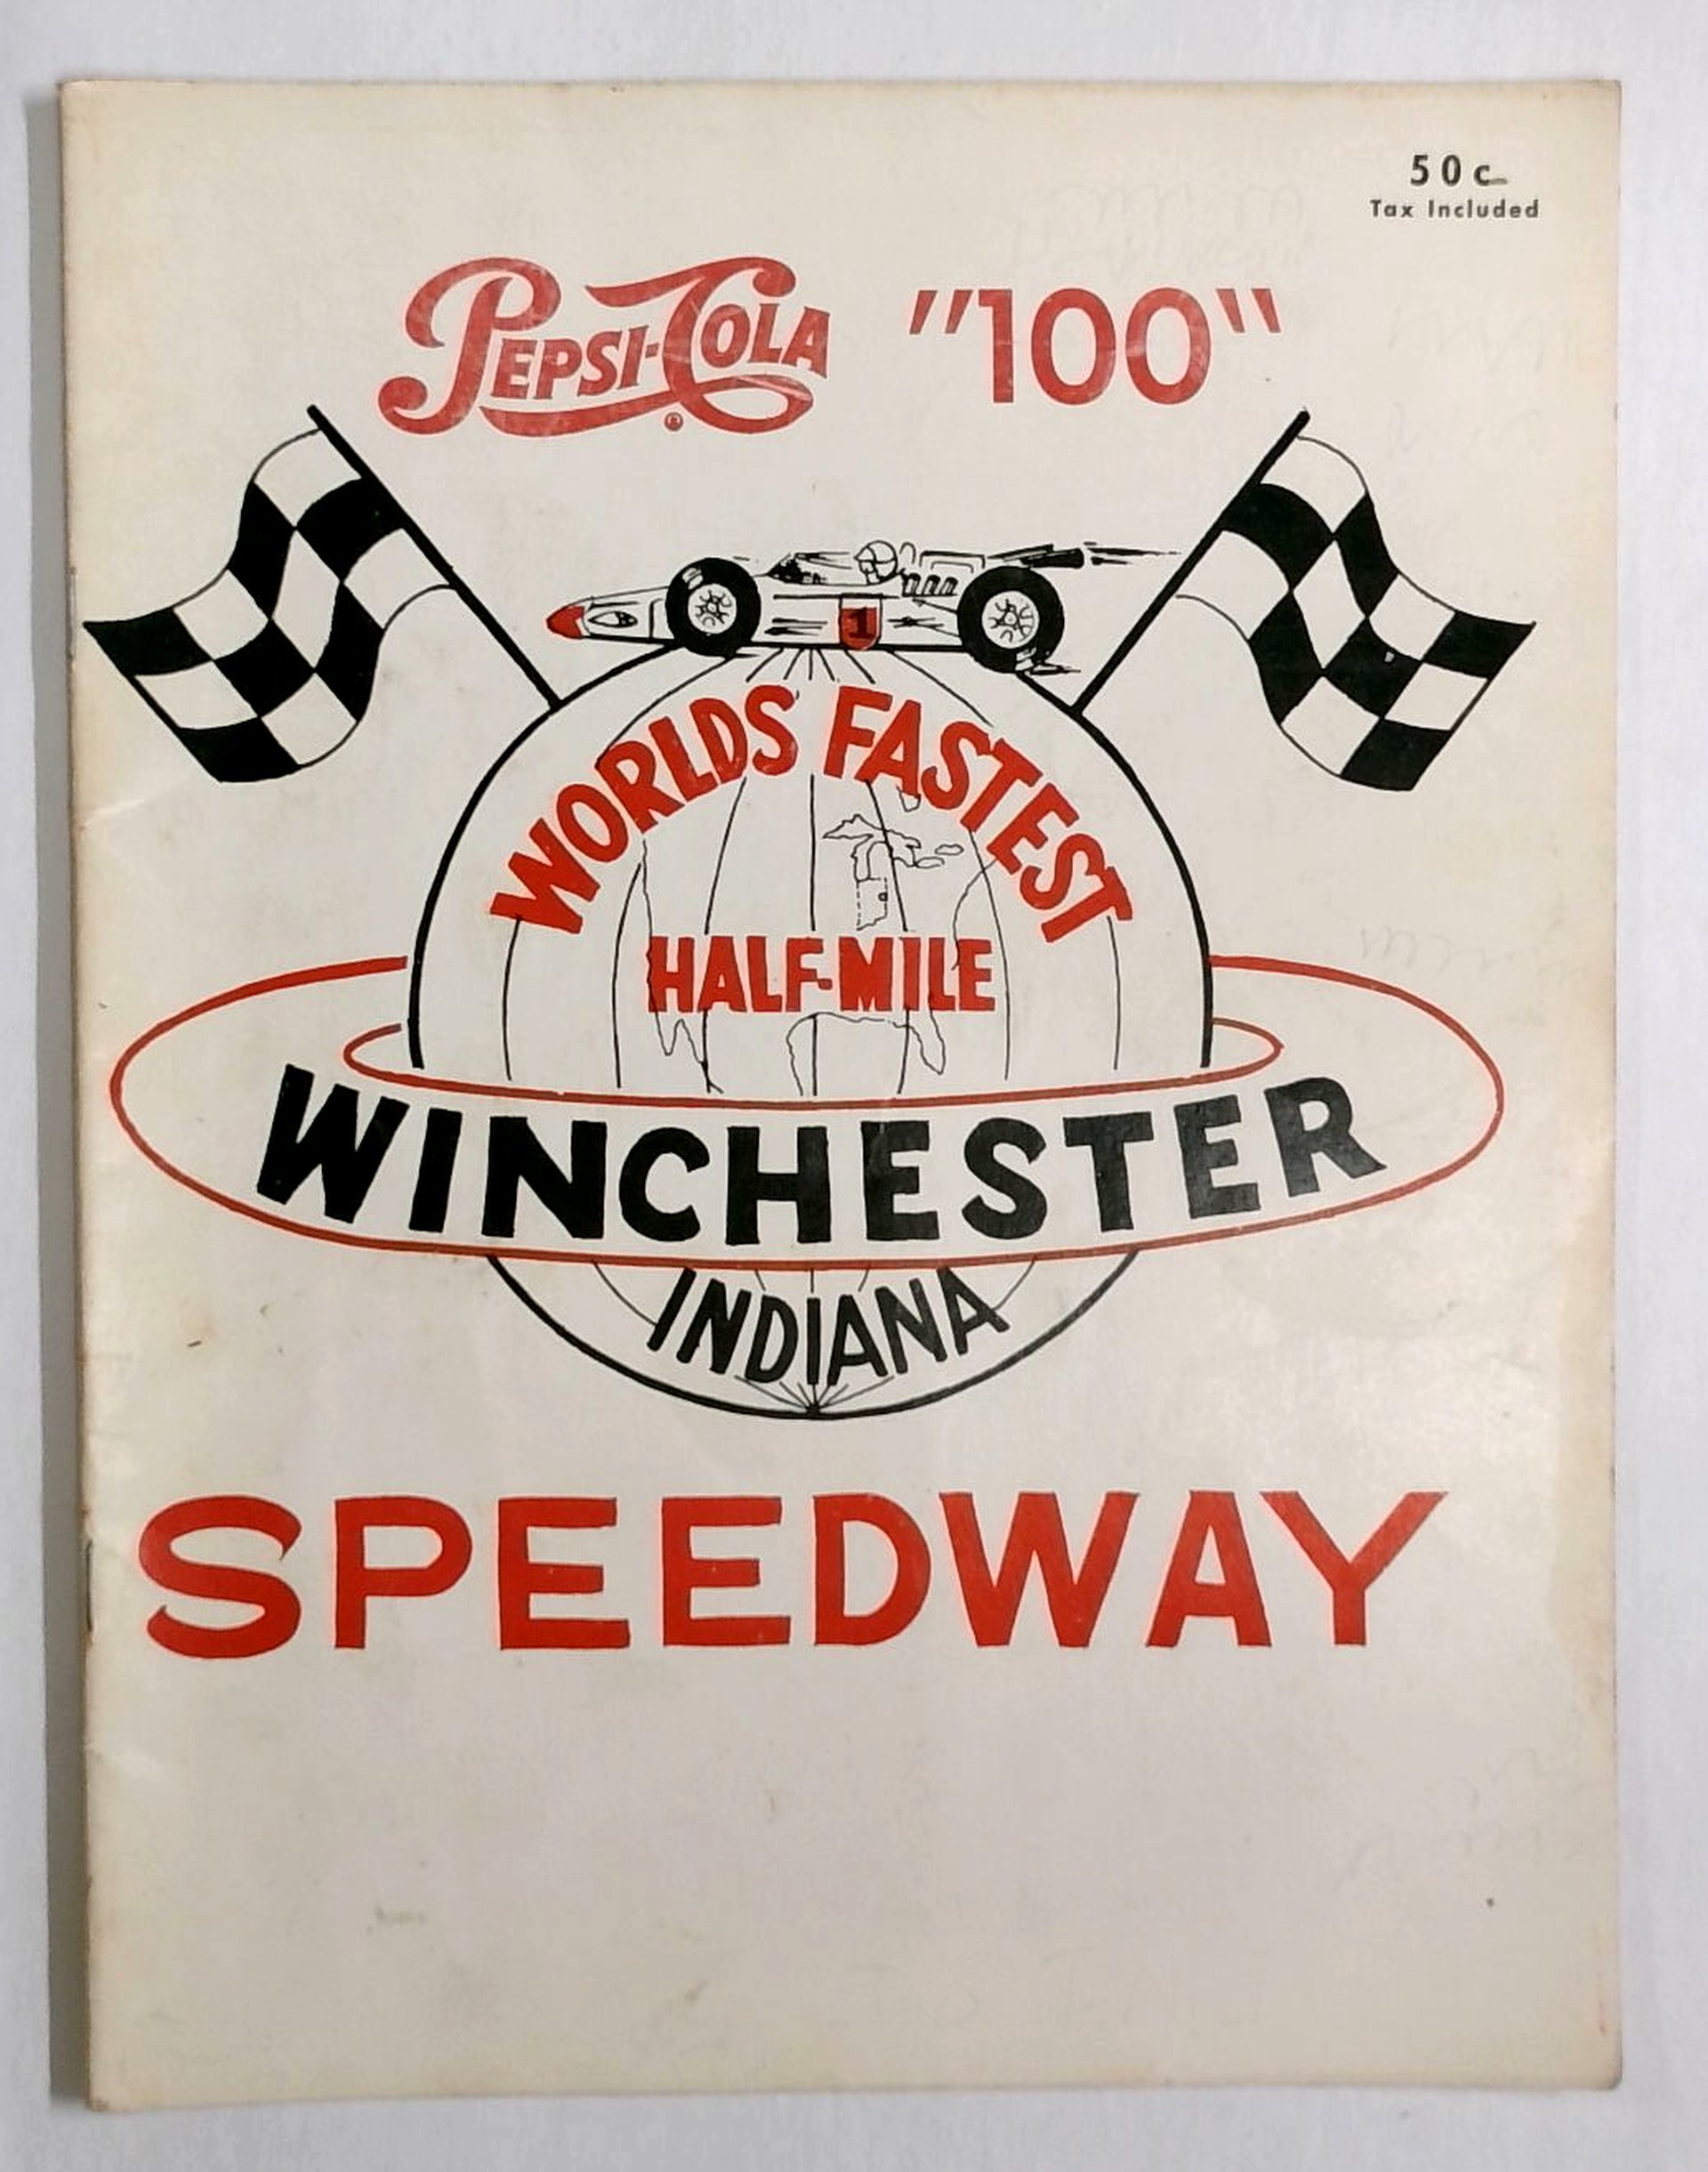 50c
Tax Included
PEPSI-COLA "100"
®
1
WORLDS FASTEST
HALF-MILE
WINCHESTER
INDIANA
SPEEDWAY